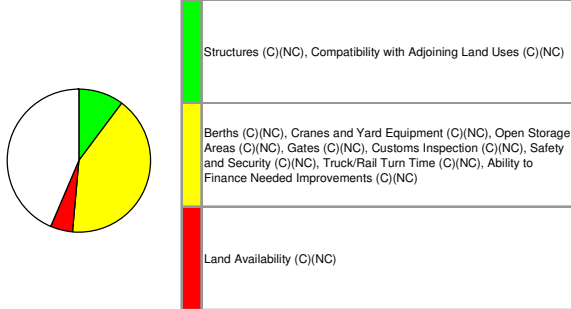 Structures (C)(NC), Compatibility with Adjoining Land Uses (C)(NC)
Berths (C)(NC), Cranes and Yard Equipment (C)(NC), Open Storage
Areas (C)(NC), Gates (C)(NC), Customs Inspection (C)(NC), Safety
and Security (C)(NC), Truck/Rail Turn Time (C)(NC), Ability to
Finance Needed Improvements (C)(NC)
Land Availability (C)(NC)